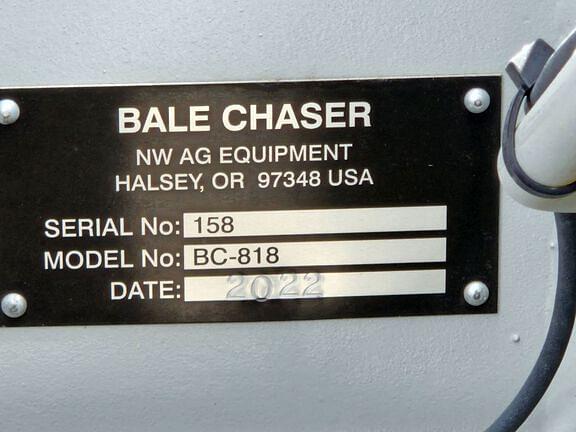 BALE CHASER
NW AG EQUIPMENT
HALSEY, OR 97348 USA
SERIAL No: 158
MODEL No: BC-818
DATE: 2022